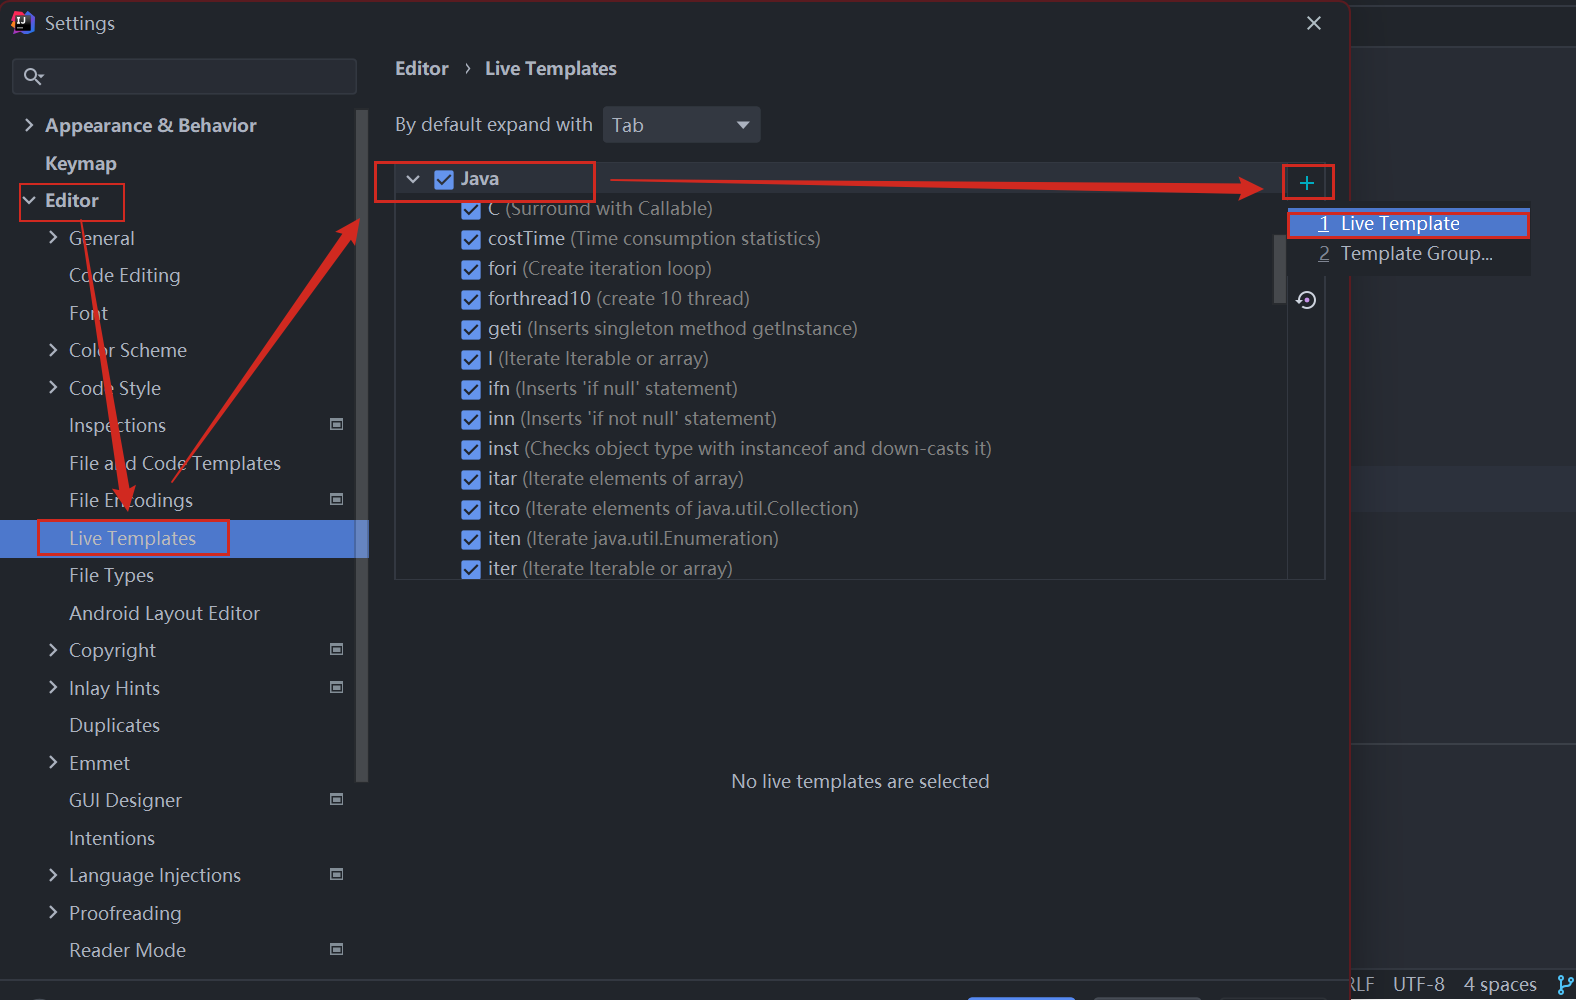 Settings
Editor › Live Templates
By default expand with Tab
Appearance & Behavior
Keymap
Editor
General
Code Editing
Font
Color Scheme
Code Style
Inspections
File and Code Templates
File Encodings
Live Templates
File Types
Android Layout Editor
Copyright
Inlay Hints
Duplicates
Emmet
GUI Designer
Intentions
Language Injections
Proofreading
Reader Mode
Java
C (Surround with Callable)
costTime (Time consumption statistics)
fori (Create iteration loop)
forthread10 (create 10 thread)
geti (Inserts singleton method getInstance)
I (Iterate Iterable or array)
ifn (Inserts 'if null' statement)
inn (Inserts 'if not null' statement)
inst (Checks object type with instanceof and down-casts it)
itar (Iterate elements of array)
itco (Iterate elements of java.util.Collection)
iten (Iterate java.util.Enumeration)
iter (Iterate Iterable or array)
1 Live Template
2 Template Group...
No live templates are selected
RLF UTF-8 4 spaces